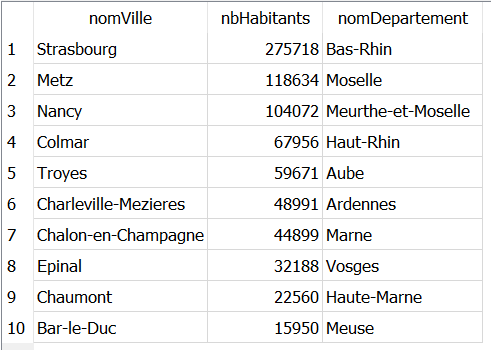 nomVille nbHabitants nomDepartement
1 Strasbourg 275718 Bas-Rhin
2 Metz 118634 Moselle
3 Nancy 104072 Meurthe-et-Moselle
4 Colmar 67956 Haut-Rhin
5 Troyes 59671 Aube
6 Charleville-Mezieres 48991 Ardennes
7 Chalon-en-Champagne 44899 Marne
8 Epinal 32188 Vosges
9 Chaumont 22560 Haute-Marne
10 Bar-le-Duc 15950 Meuse